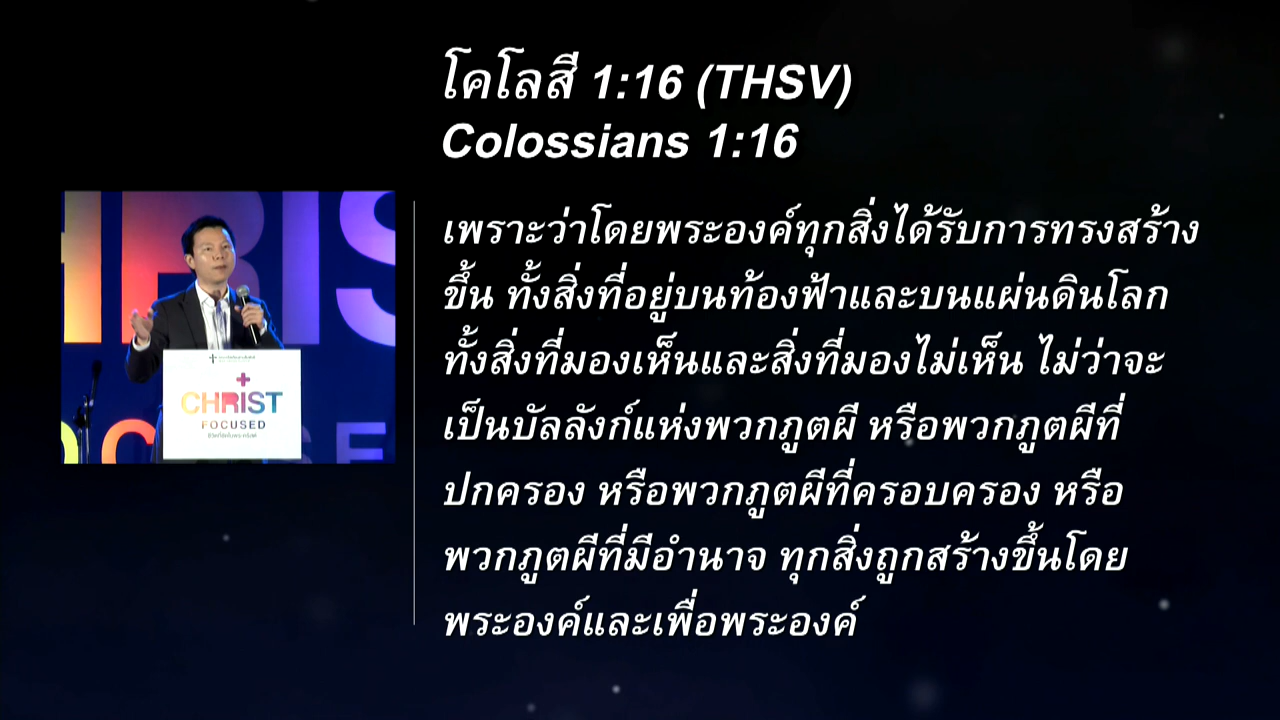 โคโลสี 1:16 (THSV)
Colossians 1:16
เพราะว่าโดยพระองค์ทุกสิ่งได้รับการทรงสร้าง
ขึ้น ทั้งสิ่งที่อยู่บนท้องฟ้าและบนแผ่นดินโลก
ทั้งสิ่งที่มองเห็นและสิ่งที่มองไม่เห็น ไม่ว่าจะ
เป็นบัลลังก์แห่งพวกภูตผี หรือพวกภูตผีที่
ปกครอง หรือพวกภูตผีที่ครอบครอง หรือ
พวกภูตผีที่มีอำนาจ ทุกสิ่งถูกสร้างขึ้นโดย
พระองค์และเพื่อพระองค์
HRIS
CHRIST
FOCUSED